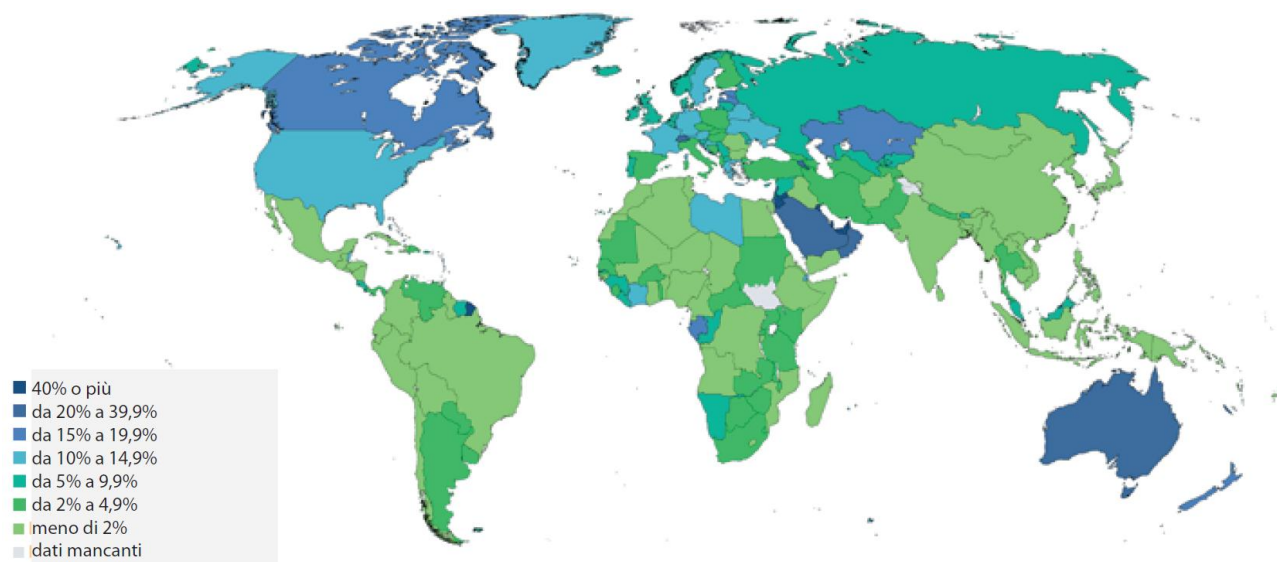 40% o più
da 20% a 39,9%
da 15% a 19,9%
da 10% a 14,9%
da 5% a 9,9%
da 2% a 4,9%
meno di 2%
dati mancanti